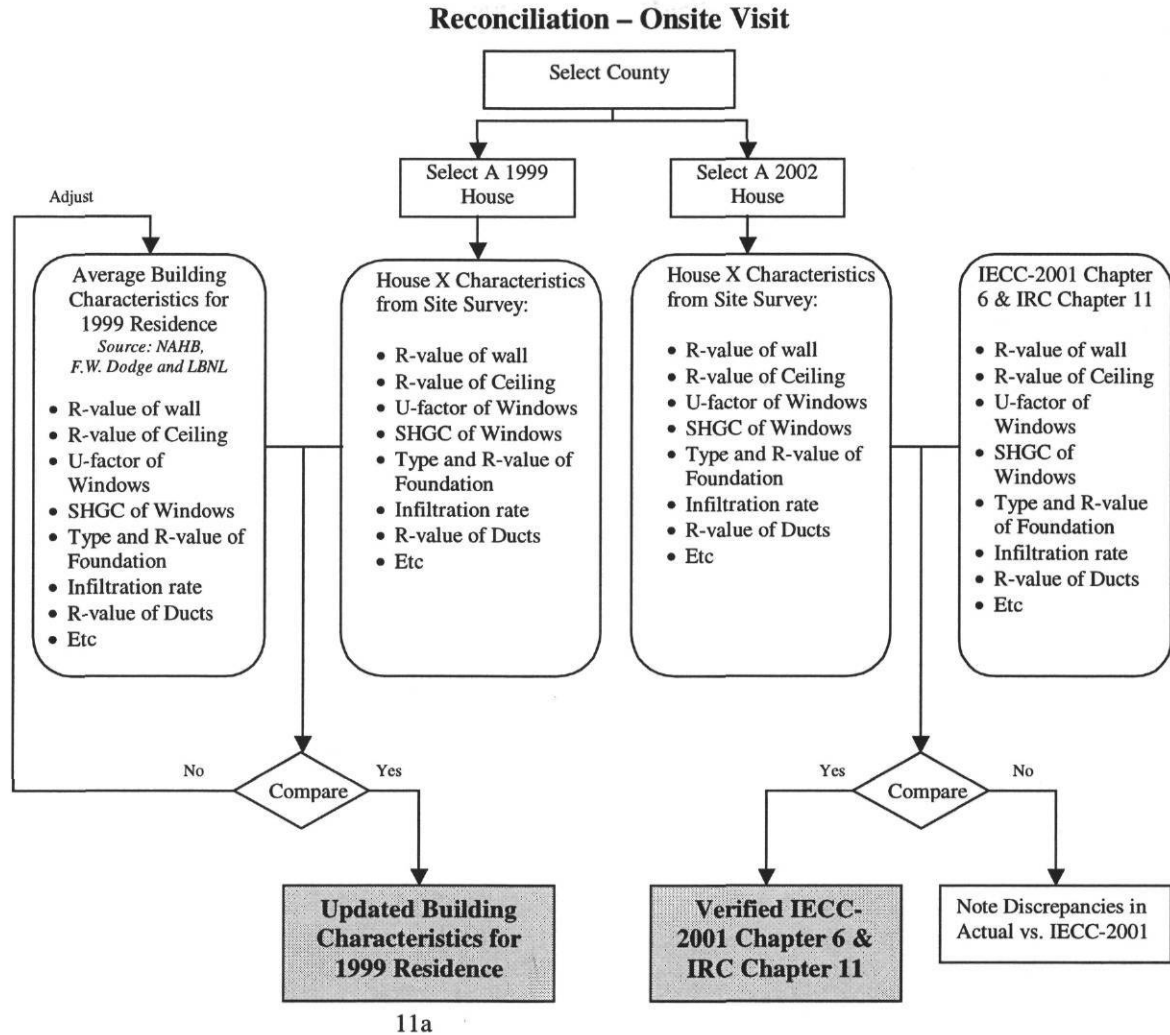 Reconciliation – Onsite Visit
Select County
Select A 1999
House
Select A 2002
House
Adjust
Average Building
Characteristics for
1999 Residence
Source: NAHB,
F.W. Dodge and LBNL
• R-value of wall
• R-value of Ceiling
• U-factor of
Windows
• SHGC of Windows
• Type and R-value of
Foundation
• Infiltration rate
• R-value of Ducts
• Etc
House X Characteristics
from Site Survey:
• R-value of wall
• R-value of Ceiling
• U-factor of Windows
• SHGC of Windows
• Type and R-value of
Foundation
• Infiltration rate
• R-value of Ducts
• Etc
House X Characteristics
from Site Survey:
• R-value of wall
• R-value of Ceiling
• U-factor of Windows
• SHGC of Windows
• Type and R-value of
Foundation
• Infiltration rate
• R-value of Ducts
• Etc
IECC-2001 Chapter
6 & IRC Chapter 11
• R-value of wall
• R-value of Ceiling
• U-factor of
Windows
• SHGC of
Windows
• Type and R-value
of Foundation
• Infiltration rate
• R-value of Ducts
• Etc
No
Compare
Yes
Yes
Compare
No
Updated Building
Characteristics for
1999 Residence
Verified IECC-
2001 Chapter 6 &
IRC Chapter 11
Note Discrepancies in
Actual vs. IECC-2001
11a